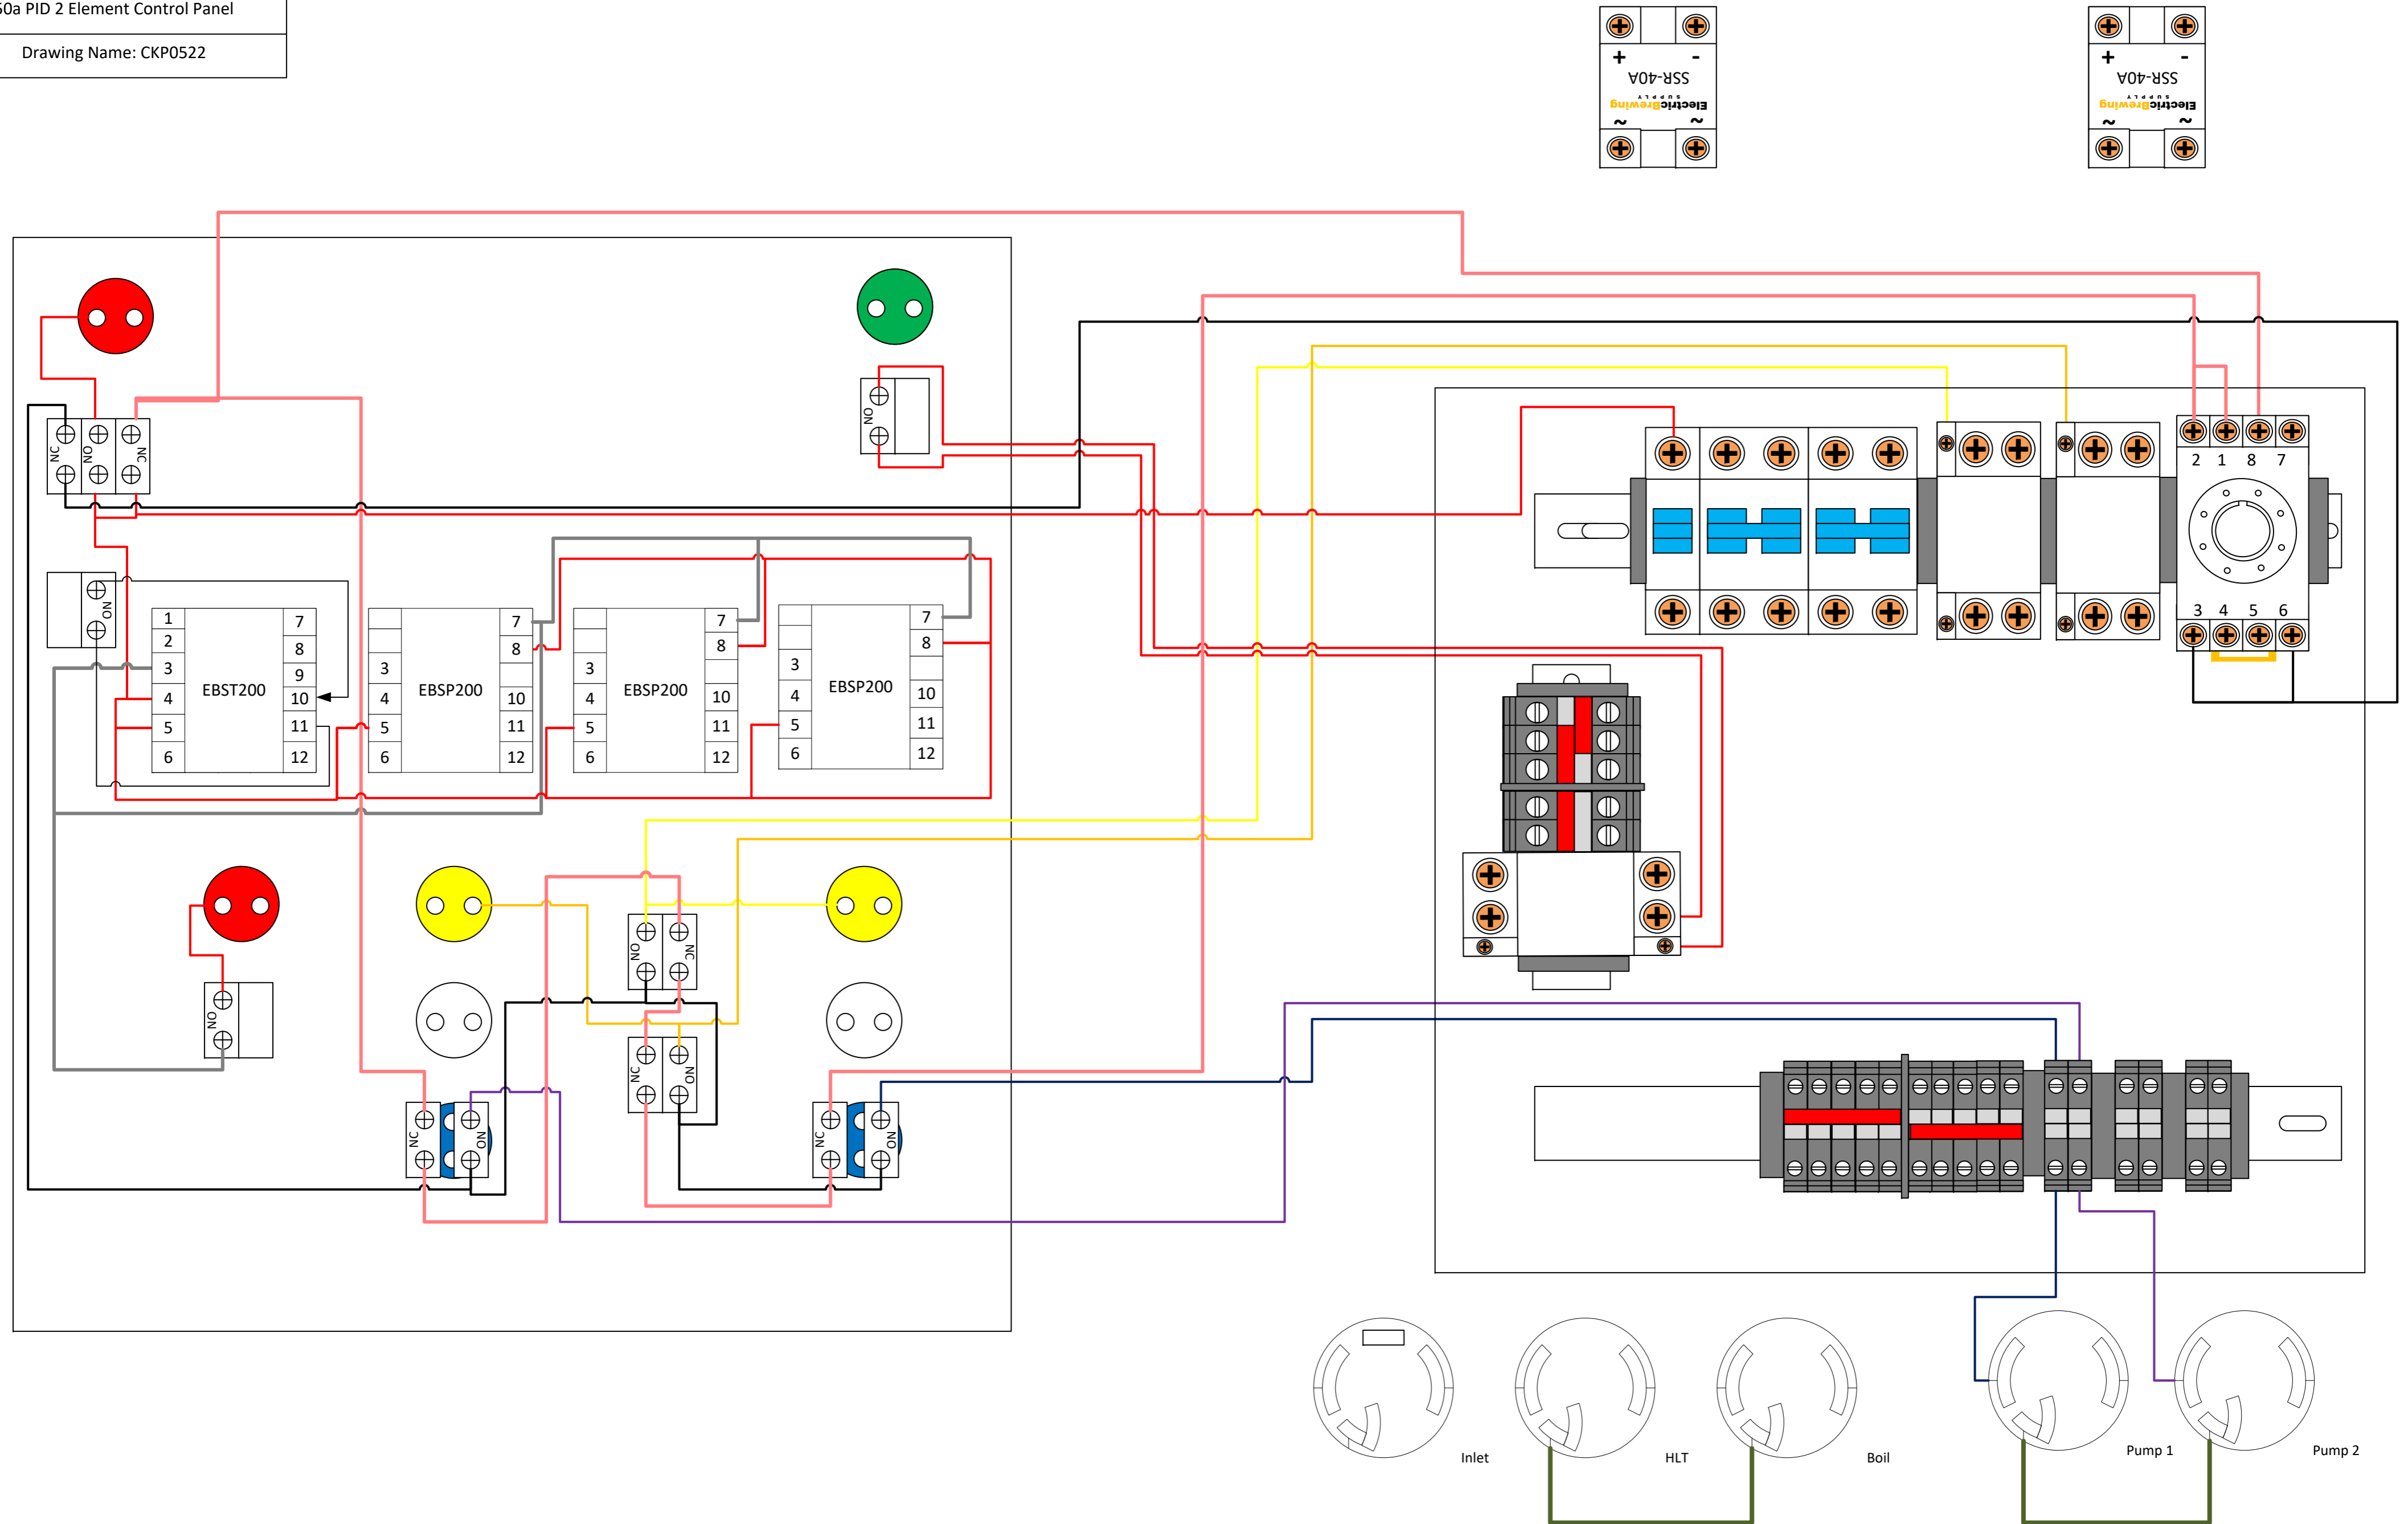 50a PID 2 Element Control Panel
Drawing Name: CKP0522
+ -
SSR-40A
SUPPLY
ElectricBrewing
~ ~
+ -
SSR-40A
SUPPLY
ElectricBrewing
~ ~
NO
NC
NO
NC
2 1 8 7
3 4 5 6
NO
1
2
3
4
5
6
EBST200
7
8
9
10
11
12
3
4
5
6
EBSP200
7
8
10
11
12
3
4
5
6
EBSP200
7
8
10
11
12
3
4
5
6
EBSP200
7
8
10
11
12
NO
NC
NO
NC
NO
NC
NO
NC
NO
Inlet
HLT
Boil
Pump 1
Pump 2